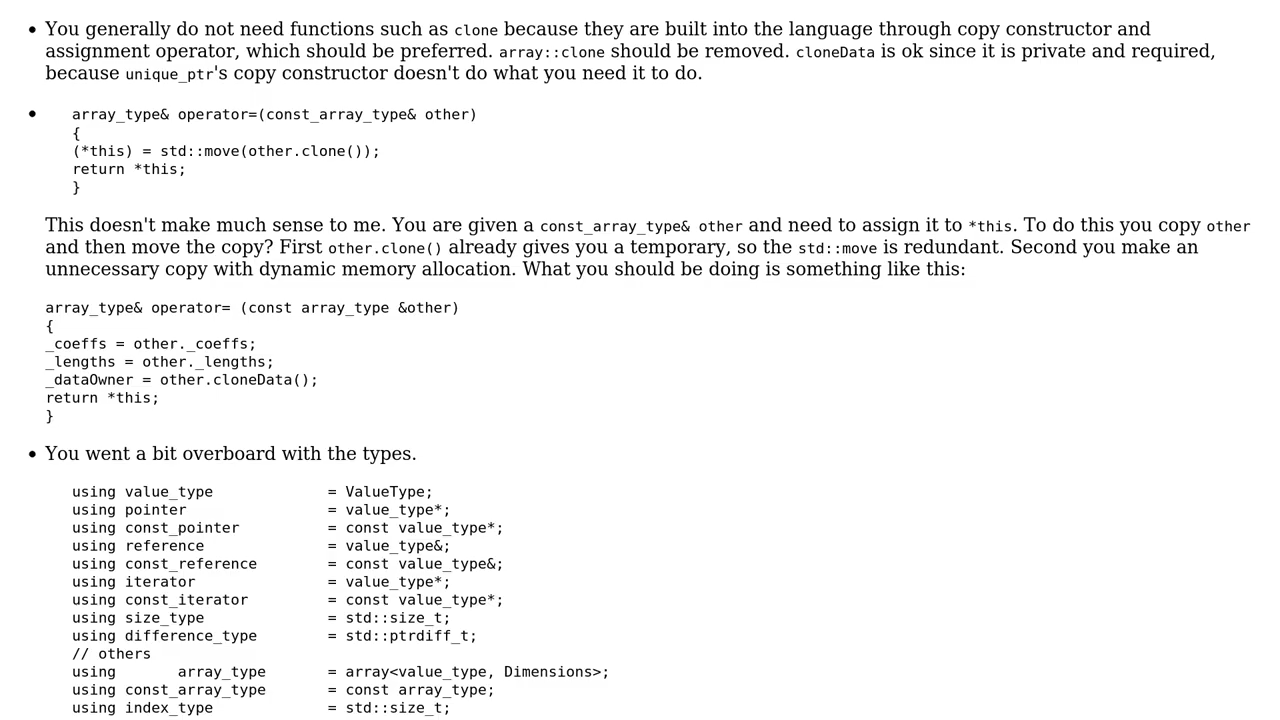 • You generally do not need functions such as clone because they are built into the language through copy constructor and
assignment operator, which should be preferred. array::clone should be removed. cloneData is ok since it is private and required,
because unique_ptr's copy constructor doesn't do what you need it to do.
• array_type& operator=(const_array_type& other)
{
(*this) = std::move(other.clone());
return *this;
}
This doesn't make much sense to me. You are given a const_array_type& other and need to assign it to *this. To do this you copy other
and then move the copy? First other.clone() already gives you a temporary, so the std::move is redundant. Second you make an
unnecessary copy with dynamic memory allocation. What you should be doing is something like this:
array_type& operator= (const array_type &other)
{
_coeffs = other._coeffs;
_lengths = other._lengths;
_dataOwner = other.cloneData();
return *this;
}
• You went a bit overboard with the types.
using value_type             = ValueType;
using pointer                = value_type*;
using const_pointer          = const value_type*;
using reference              = value_type&;
using const_reference        = const value_type&;
using iterator               = value_type*;
using const_iterator         = const value_type*;
using size_type              = std::size_t;
using difference_type        = std::ptrdiff_t;
// others
using       array_type       = array<value_type, Dimensions>;
using const_array_type       = const array_type;
using index_type             = std::size_t;